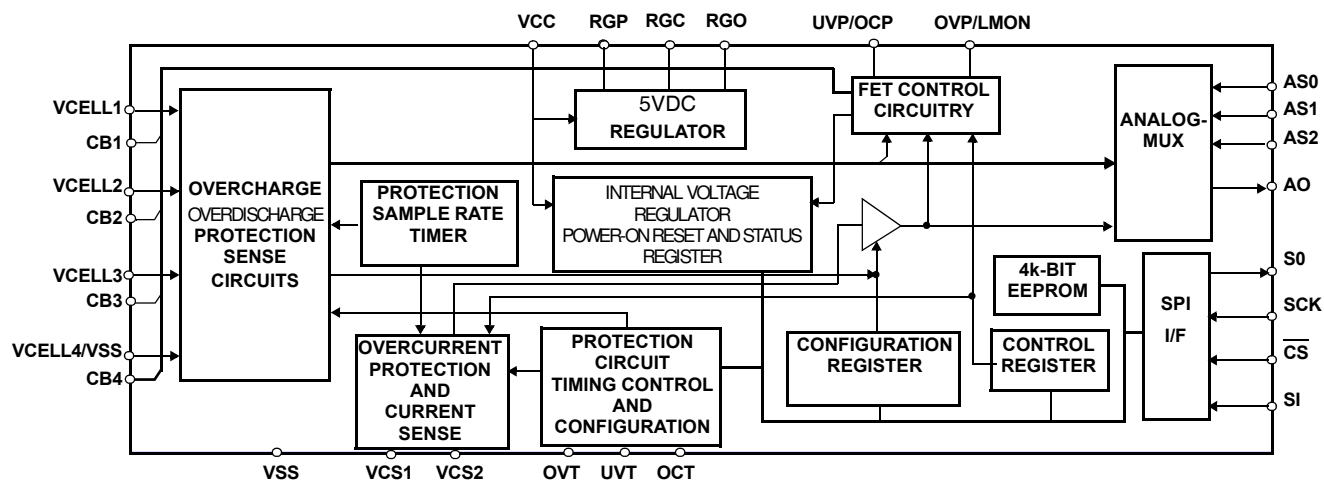 VCC RGP RGC RGO UVP/OCP OVP/LMON
VCELL1
CB1
VCELL2
CB2
VCELL3
CB3
VCELL4/VSS
CB4
OVERCHARGE
OVERDISCHARGE
PROTECTION
SENSE
CIRCUITS
5VDC
REGULATOR
FET CONTROL
CIRCUITRY
ANALOG-
MUX
AS0
AS1
AS2
AO
PROTECTION
SAMPLE RATE
TIMER
INTERNAL VOLTAGE
REGULATOR
POWER-ON RESET AND STATUS
REGISTER
4k-BIT
EEPROM
SPI
I/F
S0
SCK
CS
SI
OVERCURRENT
PROTECTION
AND
CURRENT
SENSE
PROTECTION
CIRCUIT
TIMING CONTROL
AND
CONFIGURATION
CONFIGURATION
REGISTER
CONTROL
REGISTER
VSS VCS1 VCS2 OVT UVT OCT